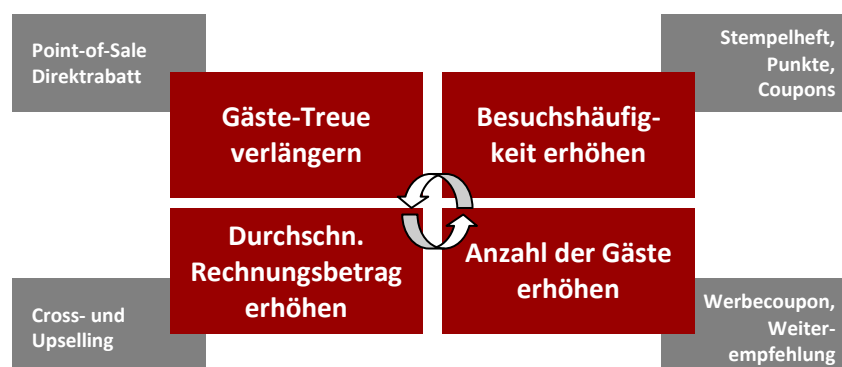 Point-of-Sale
Direktrabatt
Stempelheft,
Punkte,
Coupons
Gäste-Treue
verlängern
Besuchshäufig-
keit erhöhen
Durchschn.
Rechnungsbetrag
erhöhen
Anzahl der Gäste
erhöhen
Cross- und
Upselling
Werbecoupon,
Weiter-
empfehlung